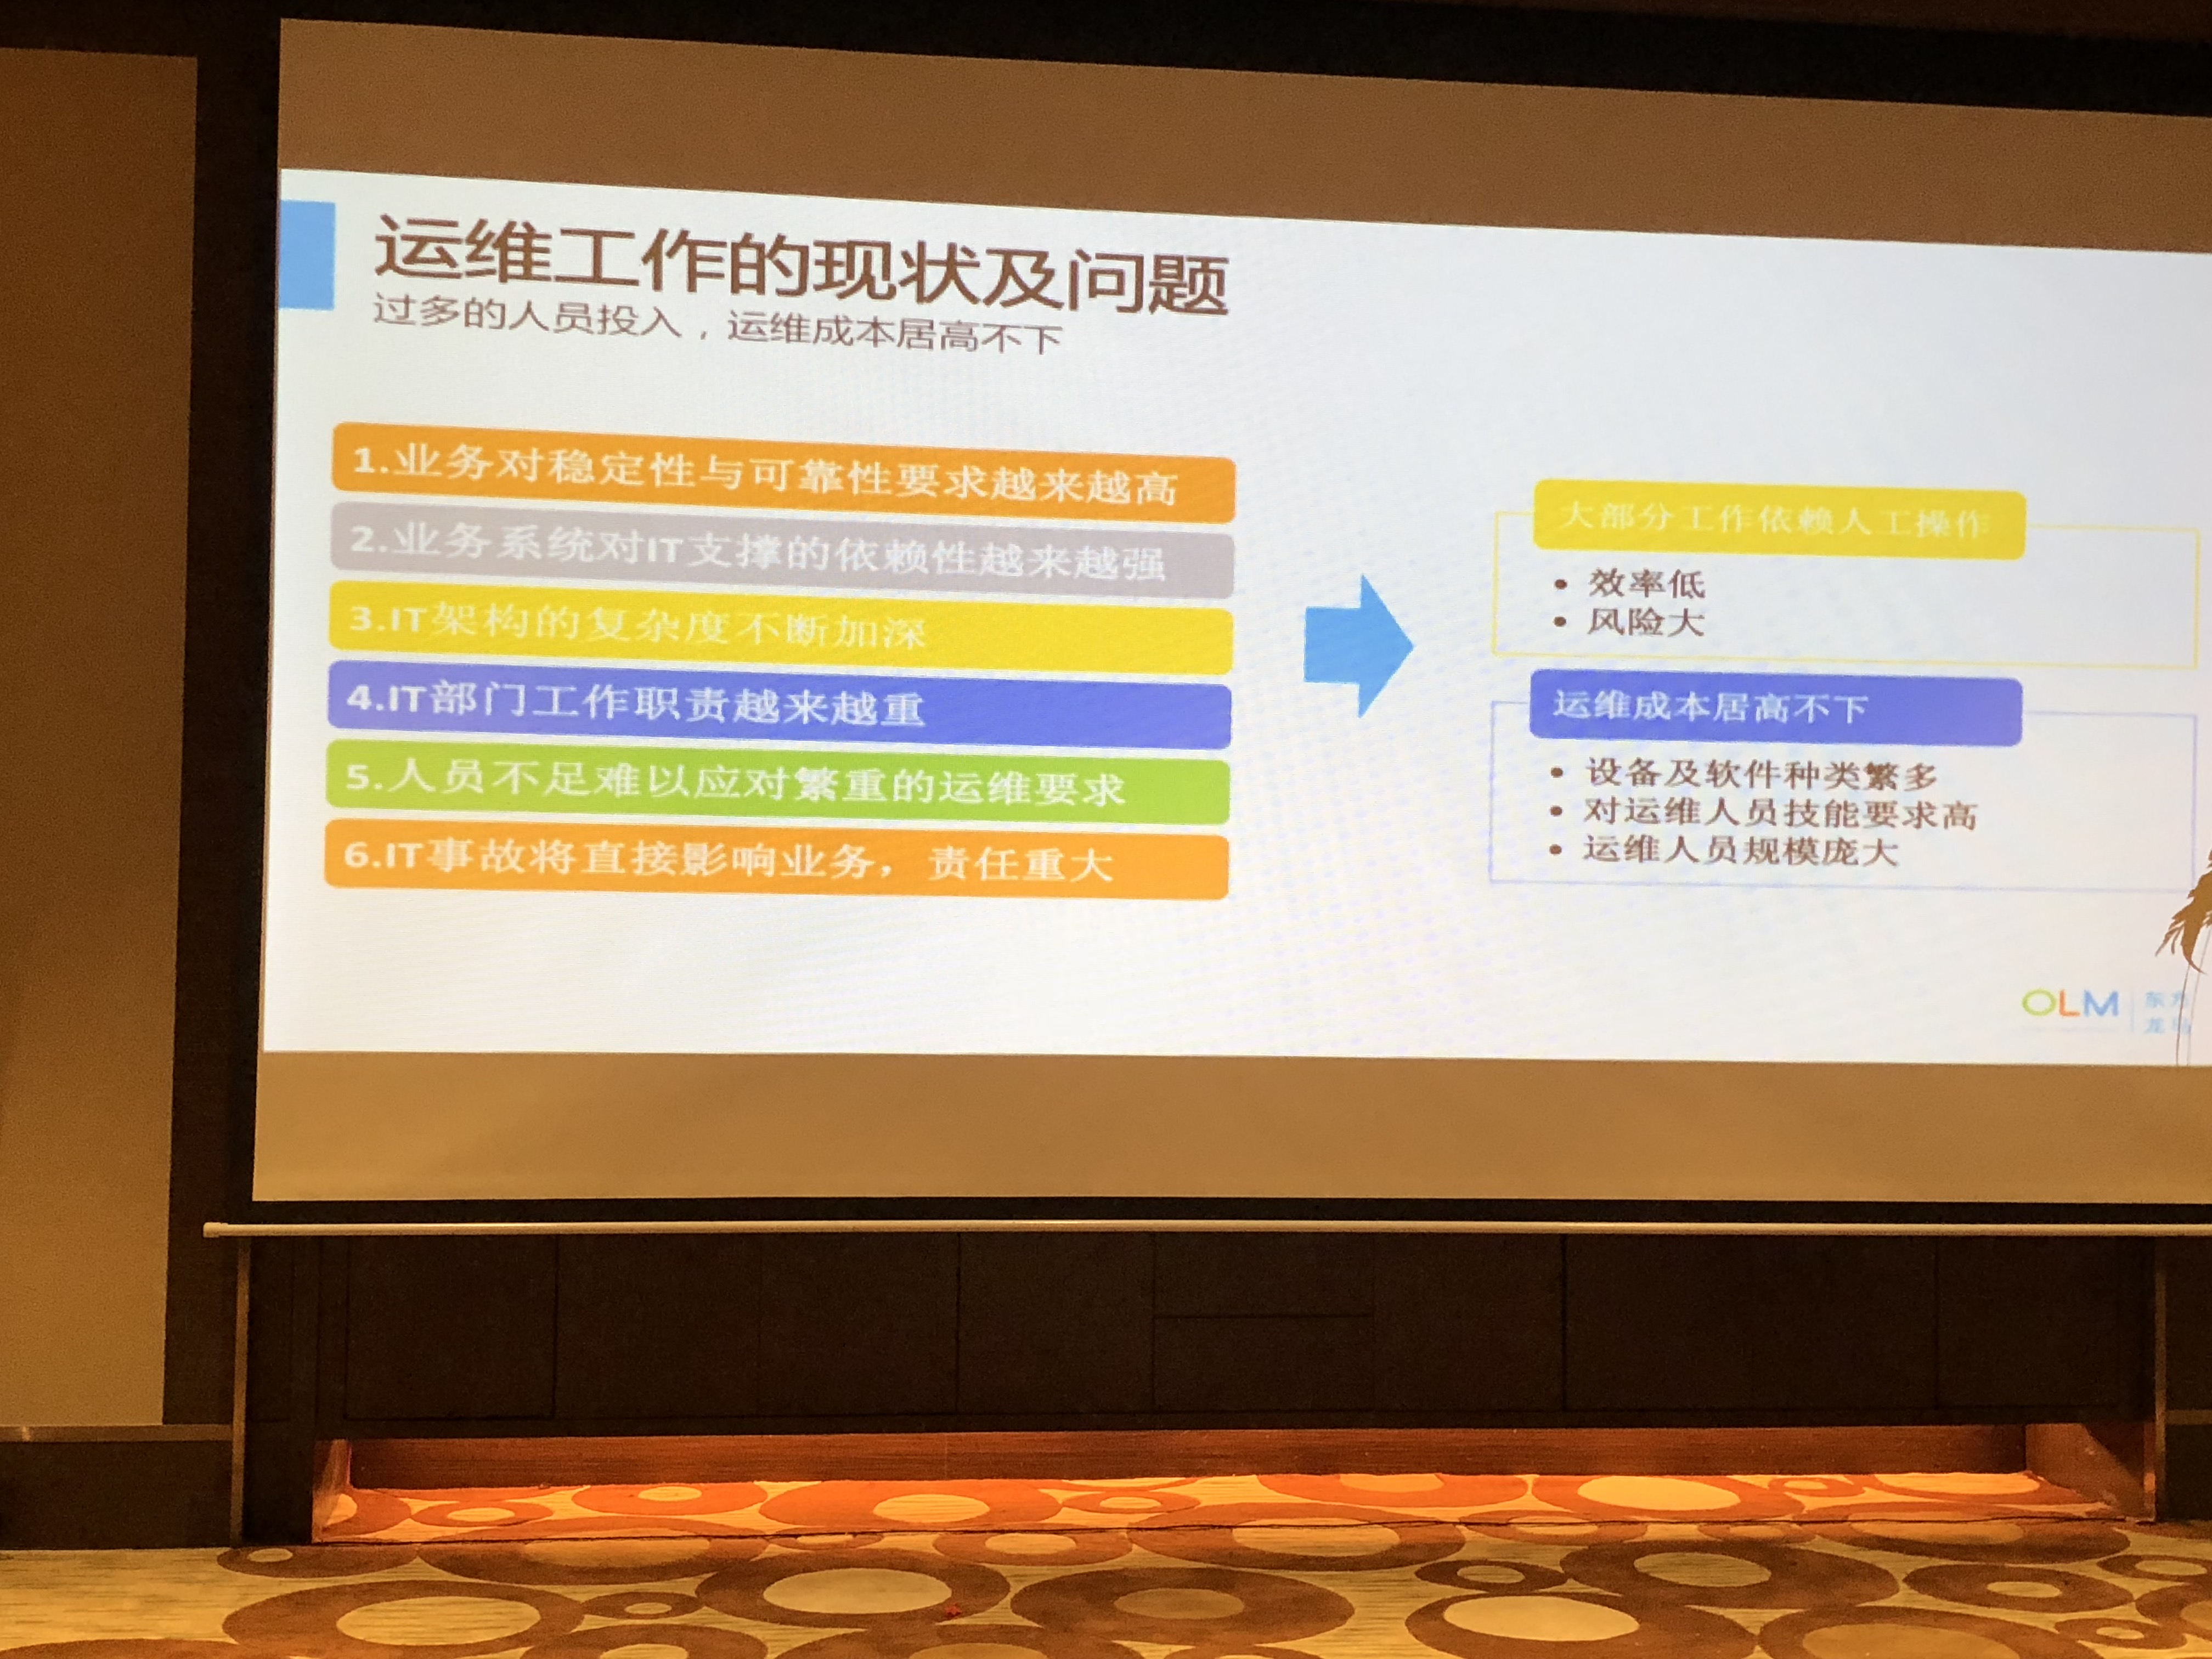 运维工作的现状及问题
过多的人员投入，运维成本居高不下
1.业务对稳定性与可靠性要求越来越高
2.业务系统对IT支撑的依赖性越来越强
3.IT架构的复杂度不断加深
4.IT部门工作职责越来越重
5.人员不足难以应对繁重的运维要求
6.IT事故将直接影响业务，责任重大
大部分工作依赖人工操作
• 效率低
• 风险大
运维成本居高不下
• 设备及软件种类繁多
• 对运维人员技能要求高
• 运维人员规模庞大
OLM 东方
龙马